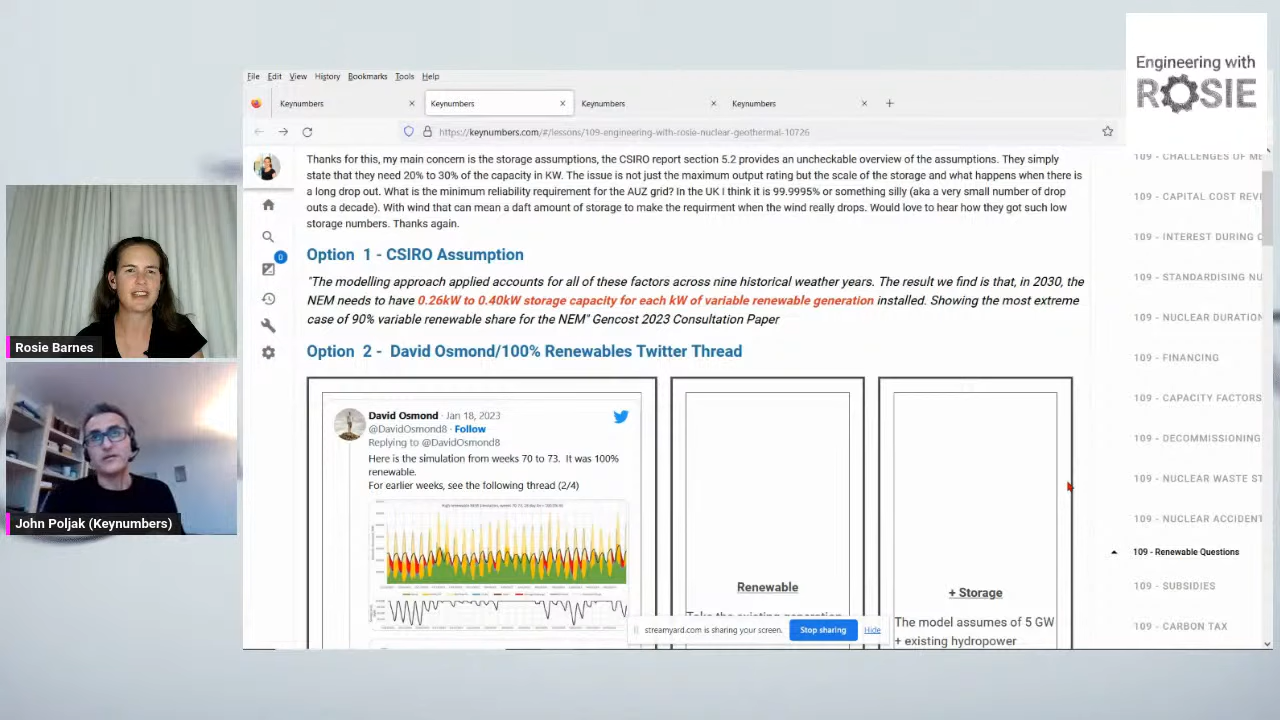 Engineering with
ROSIE
File Edit View History Bookmarks Tools Help
Keynumbers
Keynumbers
Keynumbers
Keynumbers
https://keynumbers.com/#/lessons/109-engineering-with-rosie-nuclear-geothermal-10726
Thanks for this, my main concern is the storage assumptions, the CSIRO report section 5.2 provides an uncheckable overview of the assumptions. They simply
state that they need 20% to 30% of the capacity in KW. The issue is not just the maximum output rating but the scale of the storage and what happens when there is
a long drop out. What is the minimum reliability requirement for the AUZ grid? In the UK I think it is 99.9995% or something silly (aka a very small number of drop
outs a decade). With wind that can mean a daft amount of storage to make the requirment when the wind really drops. Would love to hear how they got such low
storage numbers. Thanks again.
0
Option 1 - CSIRO Assumption
"The modelling approach applied accounts for all of these factors across nine historical weather years. The result we find is that, in 2030, the
NEM needs to have 0.26kW to 0.40kW storage capacity for each kW of variable renewable generation installed. Showing the most extreme
case of 90% variable renewable share for the NEM" Gencost 2023 Consultation Paper
Option 2 - David Osmond/100% Renewables Twitter Thread
David Osmond · Jan 18, 2023
@DavidOsmond8 · Follow
Replying to @DavidOsmond8
Here is the simulation from weeks 70 to 73. It was 100%
renewable.
For earlier weeks, see the following thread (2/4)
Renewable
Take the existing generation
+ Storage
The model assumes of 5 GW
+ existing hydropower
streamyard.com is sharing your screen.
Stop sharing
Hide
109 - CHALLENGES OF ME
109 - CAPITAL COST REVI
109 - INTEREST DURING C
109 - STANDARDISING NU
109 - NUCLEAR DURATION
109 - FINANCING
109 - CAPACITY FACTORS
109 - DECOMMISSIONING
109 - NUCLEAR WASTE ST
109 - NUCLEAR ACCIDENT
109 - Renewable Questions
109 - SUBSIDIES
109 - CARBON TAX
Rosie Barnes
John Poljak (Keynumbers)